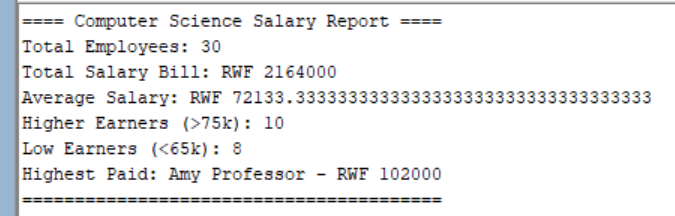 ==== Computer Science Salary Report ====
Total Employees: 30
Total Salary Bill: RWF 2164000
Average Salary: RWF 72133.33333333333333333333333333333333
Higher Earners (>75k): 10
Low Earners (<65k): 8
Highest Paid: Amy Professor - RWF 102000
========================================